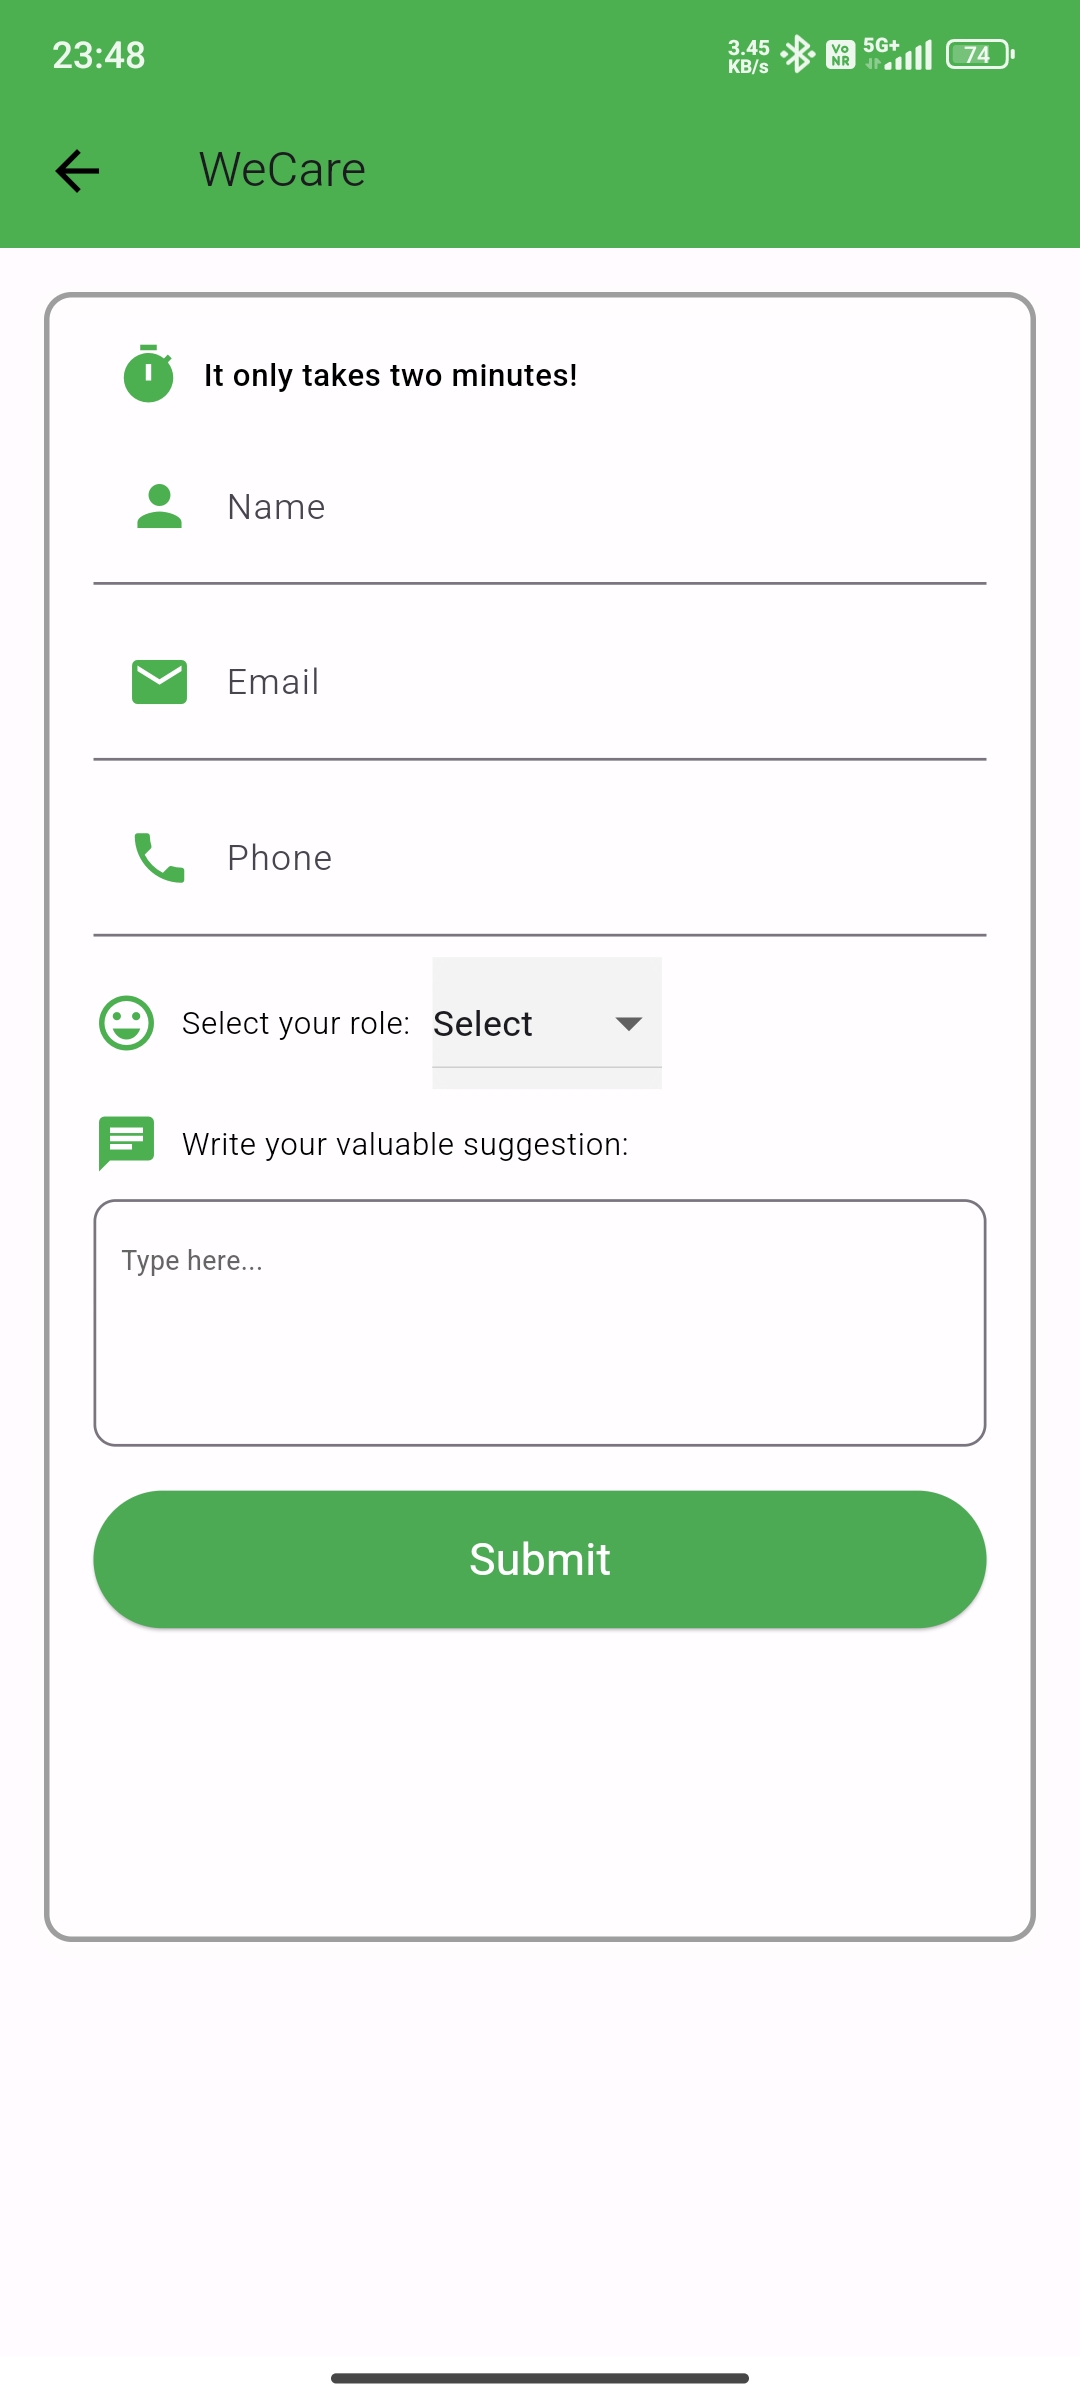 23:48
3.45
KB/s
Vo
NR
5G+
74
WeCare
It only takes two minutes!
Name
Email
Phone
Select your role:
Select
Write your valuable suggestion:
Type here...
Submit